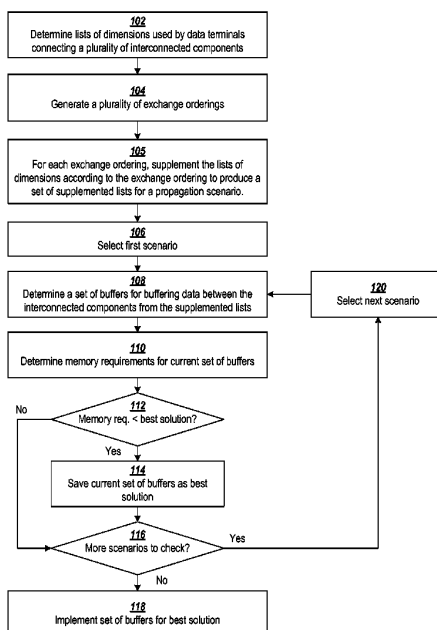 102
Determine lists of dimensions used by data terminals
connecting a plurality of interconnected components
104
Generate a plurality of exchange orderings
105
For each exchange ordering, supplement the lists of
dimensions according to the exchange ordering to produce a
set of supplemented lists for a propagation scenario.
106
Select first scenario
108
Determine a set of buffers for buffering data between the
interconnected components from the supplemented lists
120
Select next scenario
110
Determine memory requirements for current set of buffers
112
Memory req. < best solution?
No
Yes
114
Save current set of buffers as best
solution
116
More scenarios to check?
Yes
No
118
Implement set of buffers for best solution